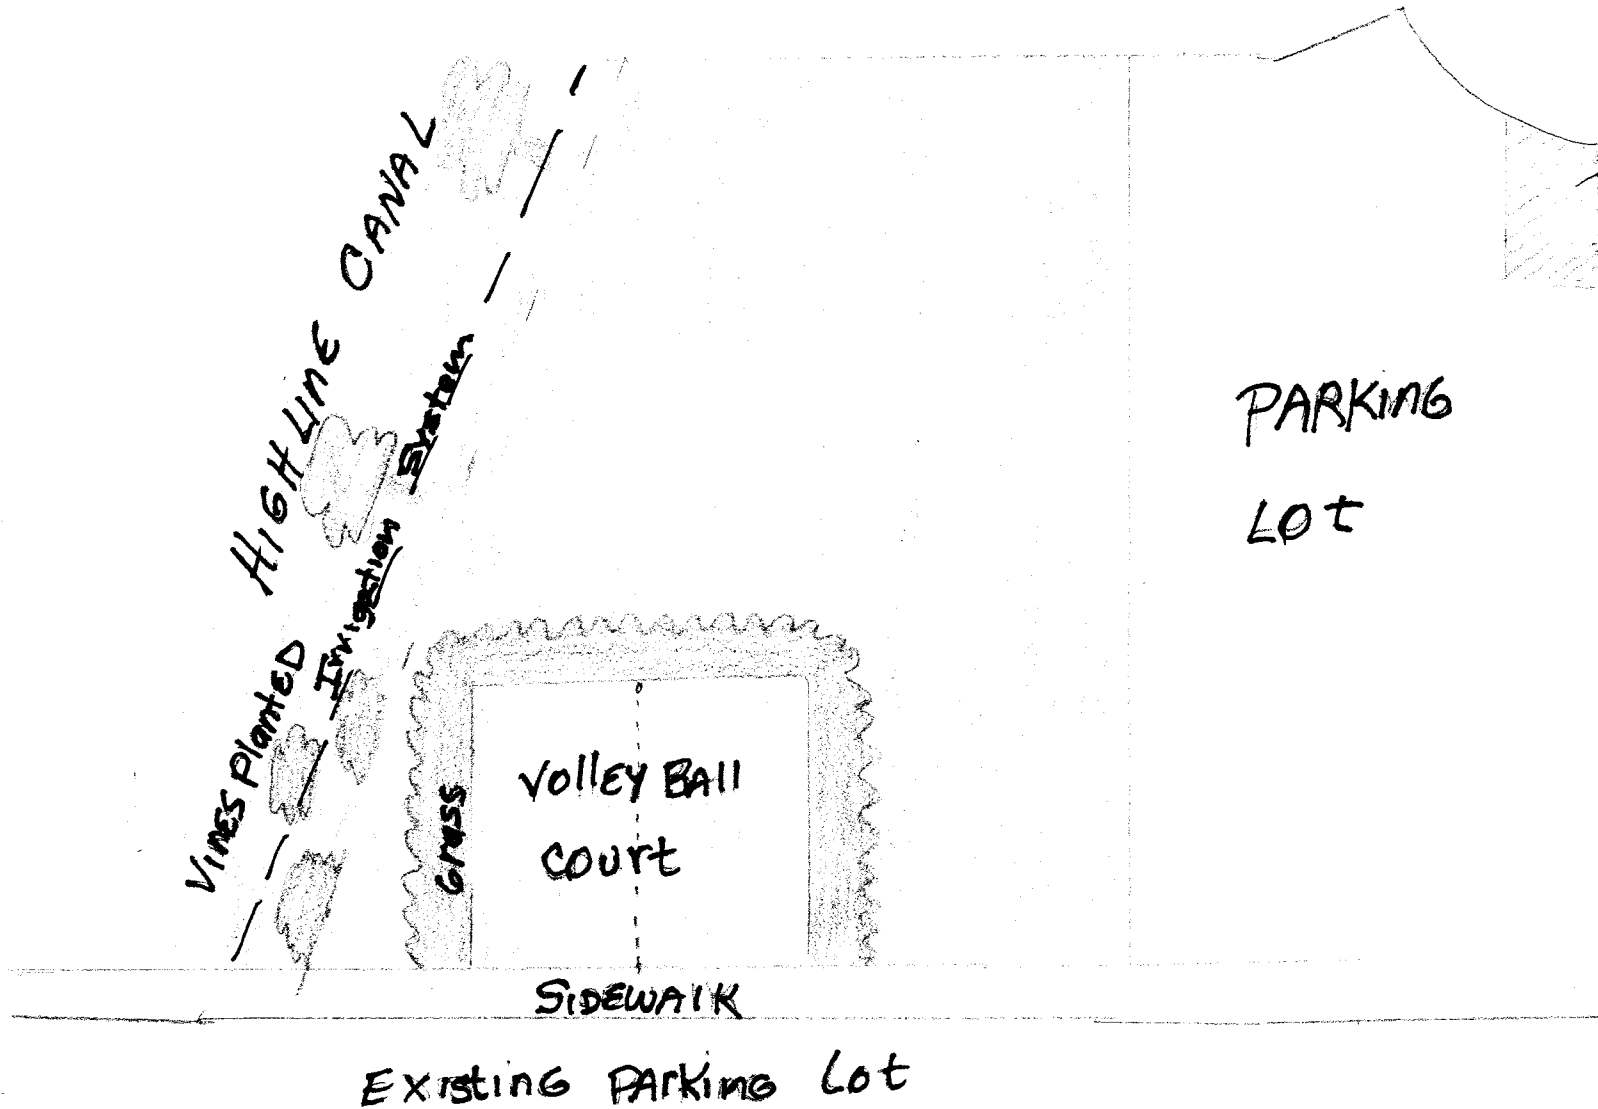 HIGHLINE CANAL
Irrigation System
Vines Planted
PARKING
Lot
Grass
Volley Ball
Court
SIDEWALK
EXISTING PARKING Lot